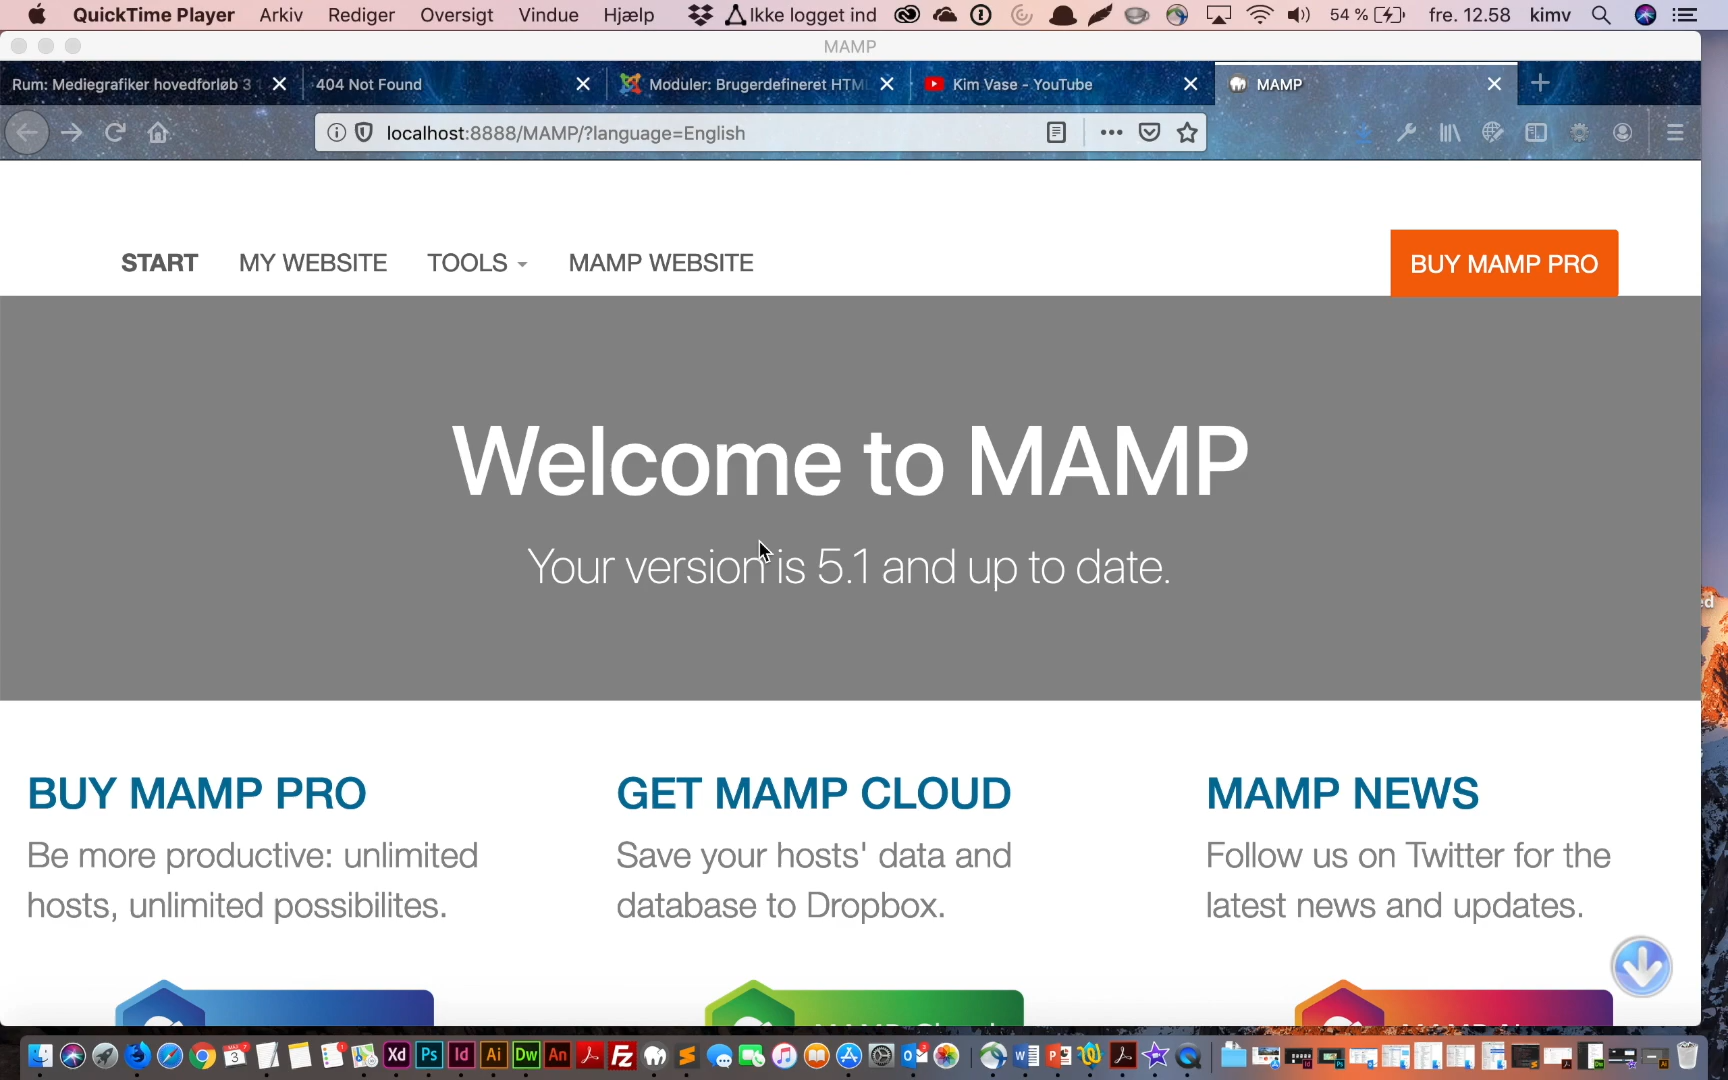 QuickTime Player Arkiv Rediger Oversigt Vindue Hjælp Ikke logget ind 54 % fre. 12.58 kimv
MAMP
Rum: Mediegrafiker hovedforløb 3 404 Not Found Moduler: Brugerdefineret HTML Kim Vase - YouTube MAMP
localhost:8888/MAMP/?language=English
START MY WEBSITE TOOLS MAMP WEBSITE BUY MAMP PRO
Welcome to MAMP
Your version is 5.1 and up to date.
BUY MAMP PRO GET MAMP CLOUD MAMP NEWS
Be more productive: unlimited Save your hosts' data and Follow us on Twitter for the
hosts, unlimited possibilites. database to Dropbox. latest news and updates.
Xd Ps Id Ai Dw An